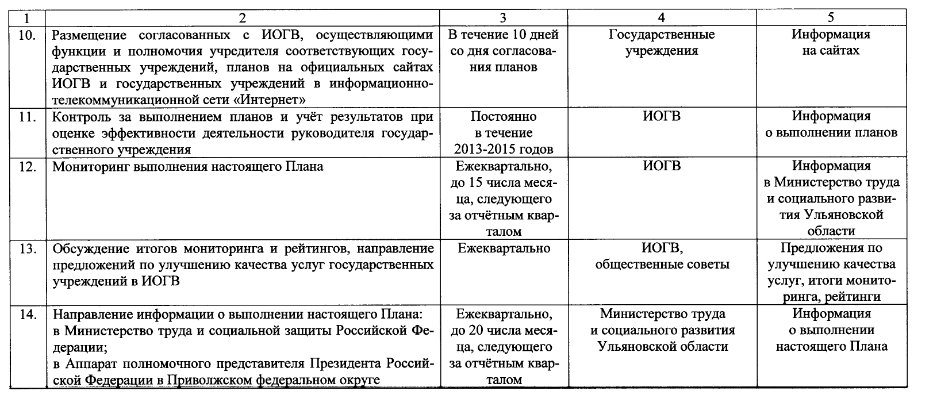 1 2 3 4 5
10. Размещение согласованных с ИОГВ, осуществляющими
функции и полномочия учредителя соответствующих госу-
дарственных учреждений, планов на официальных сайтах
ИОГВ и государственных учреждений в информационно-
телекоммуникационной сети «Интернет»
В течение 10 дней
со дня согласова-
ния планов
Государственные
учреждения
Информация
на сайтах
11. Контроль за выполнением планов и учёт результатов при
оценке эффективности деятельности руководителя государ-
ственного учреждения
Постоянно
в течение
2013-2015 годов
ИОГВ
Информация
о выполнении планов
12. Мониторинг выполнения настоящего Плана
Ежеквартально,
до 15 числа меся-
ца, следующего
за отчётным квар-
талом
ИОГВ
Информация
в Министерство труда
и социального разви-
тия Ульяновской
области
13. Обсуждение итогов мониторинга и рейтингов, направление
предложений по улучшению качества услуг государственных
учреждений в ИОГВ
Ежеквартально
ИОГВ,
общественные советы
Предложения по
улучшению качества
услуг, итоги монито-
ринга, рейтинги
14. Направление информации о выполнении настоящего Плана:
в Министерство труда и социальной защиты Российской Фе-
дерации;
в Аппарат полномочного представителя Президента Россий-
ской Федерации в Приволжском федеральном округе
Ежеквартально,
до 20 числа меся-
ца, следующего
за отчётным квар-
талом
Министерство труда
и социального развития
Ульяновской области
Информация
о выполнении
настоящего Плана